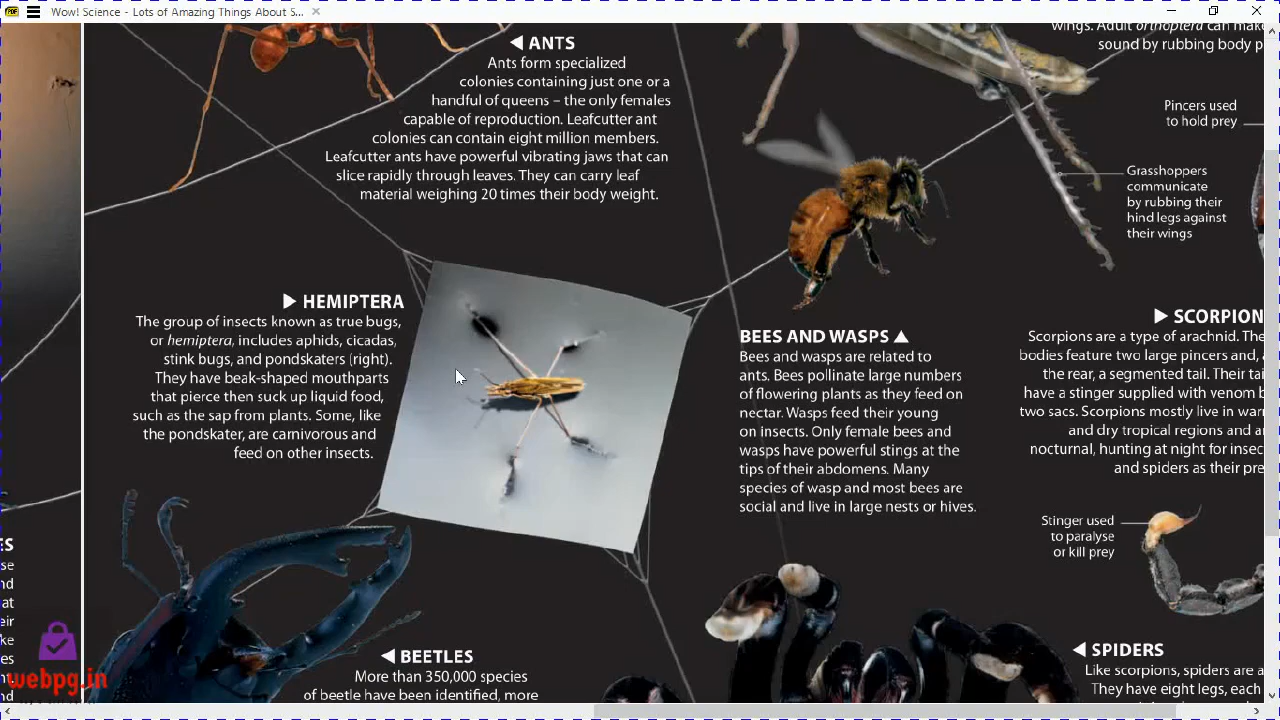 Wow! Science - Lots of Amazing Things About S...
wings. Adult orthoptera can make
sound by rubbing body p
◀ ANTS
Ants form specialized
colonies containing just one or a
handful of queens – the only females
capable of reproduction. Leafcutter ant
colonies can contain eight million members.
Leafcutter ants have powerful vibrating jaws that can
slice rapidly through leaves. They can carry leaf
material weighing 20 times their body weight.
Pincers used
to hold prey
Grasshoppers
communicate
by rubbing their
hind legs against
their wings
▶ HEMIPTERA
The group of insects known as true bugs,
or hemiptera, includes aphids, cicadas,
stink bugs, and pondskaters (right).
They have beak-shaped mouthparts
that pierce then suck up liquid food,
such as the sap from plants. Some, like
the pondskater, are carnivorous and
feed on other insects.
BEES AND WASPS ▲
Bees and wasps are related to
ants. Bees pollinate large numbers
of flowering plants as they feed on
nectar. Wasps feed their young
on insects. Only female bees and
wasps have powerful stings at the
tips of their abdomens. Many
species of wasp and most bees are
social and live in large nests or hives.
▶ SCORPION
Scorpions are a type of arachnid. The
bodies feature two large pincers and,
the rear, a segmented tail. Their tai
have a stinger supplied with venom b
two sacs. Scorpions mostly live in war
and dry tropical regions and a
nocturnal, hunting at night for insec
and spiders as their pre
Stinger used
to paralyse
or kill prey
◀ BEETLES
More than 350,000 species
of beetle have been identified, more
◀ SPIDERS
Like scorpions, spiders are a
They have eight legs, each
webpg.in